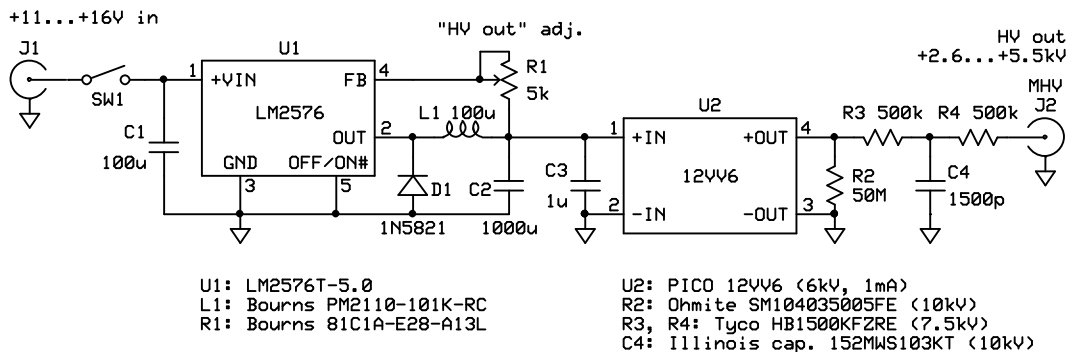 +11...+16V in
J1
SW1
C1
100u
U1
1
+VIN
FB
4
LM2576
OUT
2
GND
OFF/ON#
3
5
"HV out" adj.
R1
5k
L1 100u
D1
1N5821
C2
1000u
C3
1u
U2
1
+IN
+OUT
4
12VV6
2
-IN
-OUT
3
R2
50M
R3 500k
R4 500k
C4
1500p
HV out
+2.6...+5.5kV
MHV
J2
U1: LM2576T-5.0
L1: Bourns PM2110-101K-RC
R1: Bourns 81C1A-E28-A13L
U2: PICO 12VV6 (6kV, 1mA)
R2: Ohmite SM104035005FE (10kV)
R3, R4: Tyco HB1500KFZRE (7.5kV)
C4: Illinois cap. 152MWS103KT (10kV)